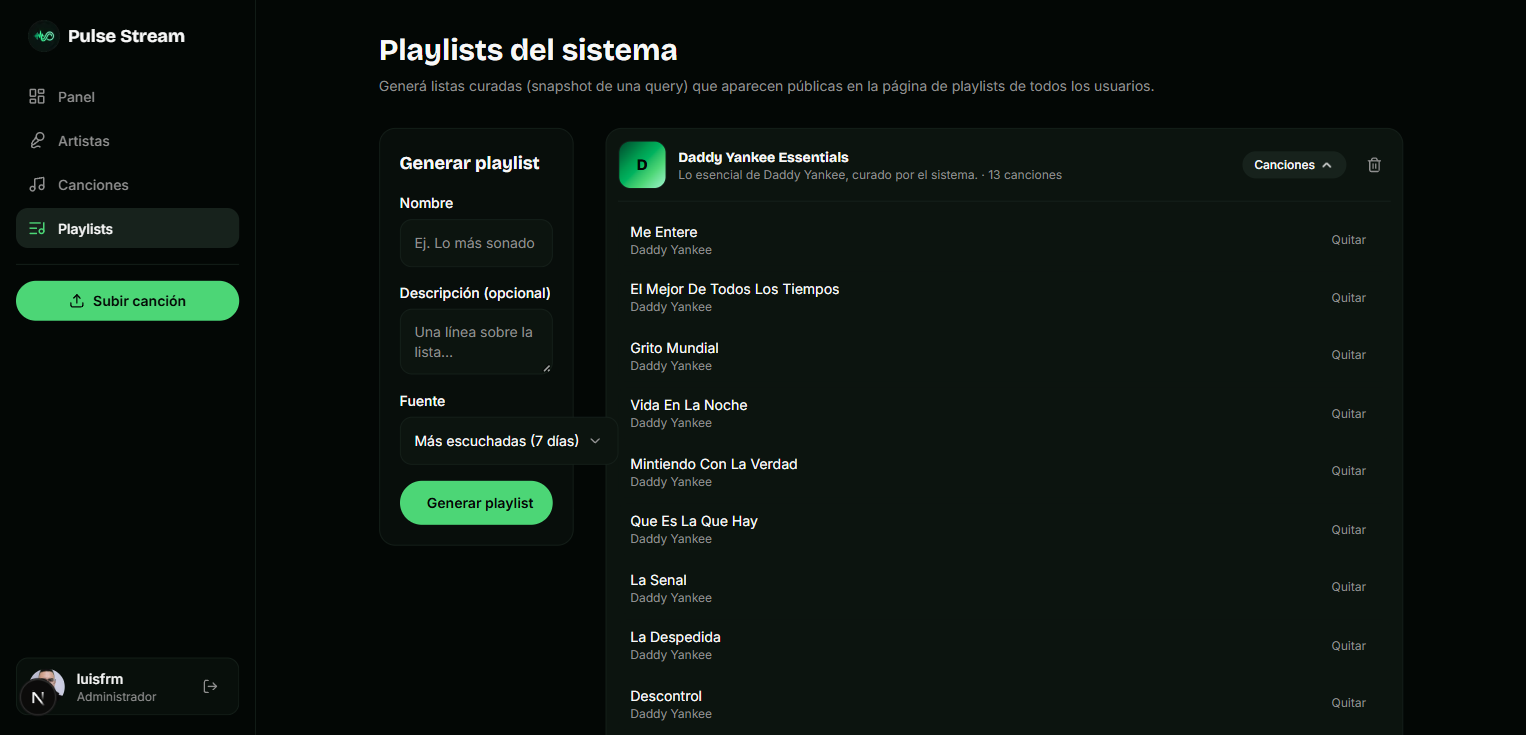 Pulse Stream
Panel
Artistas
Canciones
Playlists
Subir canción
luisfrm
Administrador
N
Playlists del sistema
Generá listas curadas (snapshot de una query) que aparecen públicas en la página de playlists de todos los usuarios.
Generar playlist
Nombre
Ej. Lo más sonado
Descripción (opcional)
Una línea sobre la
lista...
Fuente
Más escuchadas (7 días)
Generar playlist
D
Daddy Yankee Essentials
Lo esencial de Daddy Yankee, curado por el sistema. · 13 canciones
Canciones
Me Entere
Daddy Yankee
Quitar
El Mejor De Todos Los Tiempos
Daddy Yankee
Quitar
Grito Mundial
Daddy Yankee
Quitar
Vida En La Noche
Daddy Yankee
Quitar
Mintiendo Con La Verdad
Daddy Yankee
Quitar
Que Es La Que Hay
Daddy Yankee
Quitar
La Senal
Daddy Yankee
Quitar
La Despedida
Daddy Yankee
Quitar
Descontrol
Daddy Yankee
Quitar